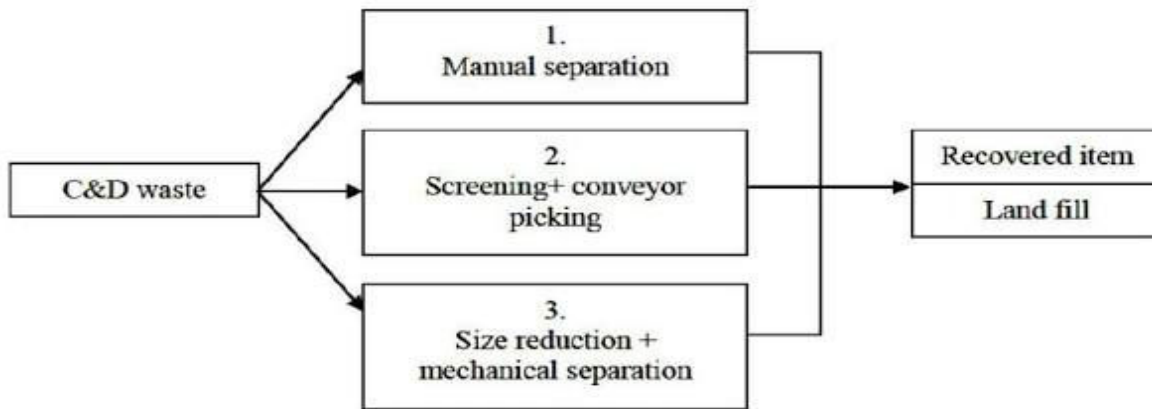 C&D waste
1.
Manual separation
2.
Screening+ conveyor
picking
3.
Size reduction +
mechanical separation
Recovered item
Land fill